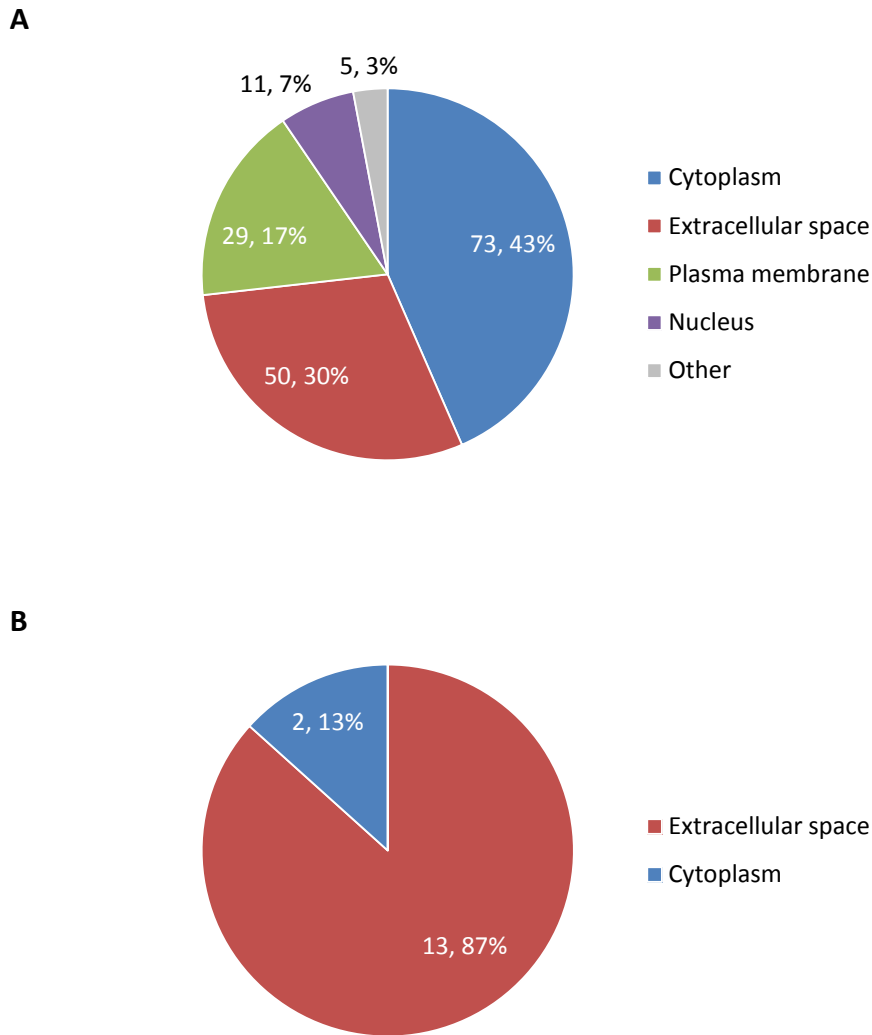 A
5, 3%
11, 7%
29, 17%
73, 43%
50, 30%
Cytoplasm
Extracellular space
Plasma membrane
Nucleus
Other
B
2, 13%
13, 87%
Extracellular space
Cytoplasm